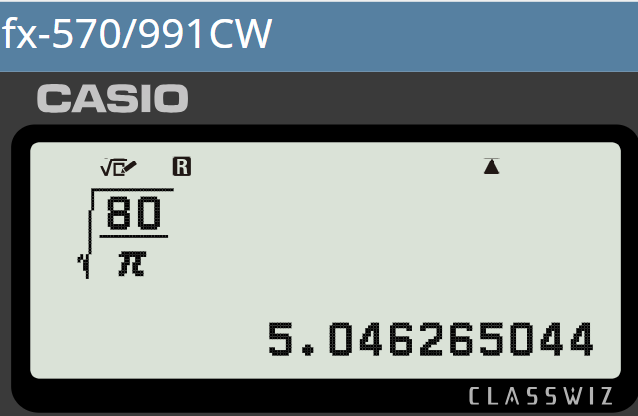 fx-570/991CW
CASIO
√ R ▲
√(80/π)
5.046265044
CLASSWIZ